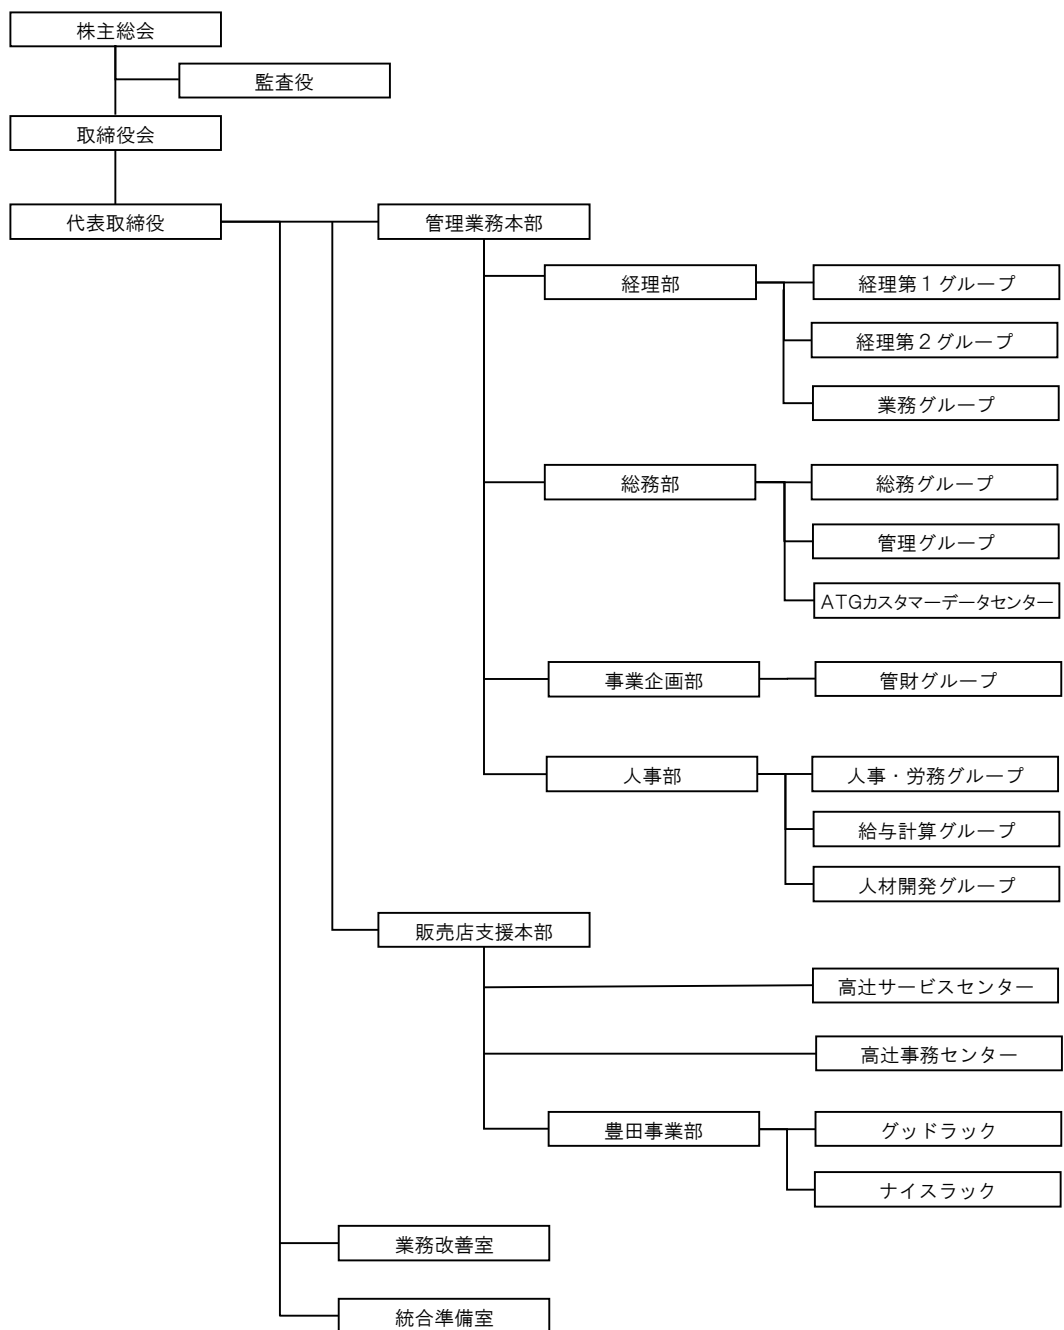 株主総会
監査役
取締役会
代表取締役
管理業務本部
経理部
経理第１グループ
経理第２グループ
業務グループ
総務部
総務グループ
管理グループ
ATGカスタマーデータセンター
事業企画部
管財グループ
人事部
人事・労務グループ
給与計算グループ
人材開発グループ
販売店支援本部
高辻サービスセンター
高辻事務センター
豊田事業部
グッドラック
ナイスラック
業務改善室
統合準備室